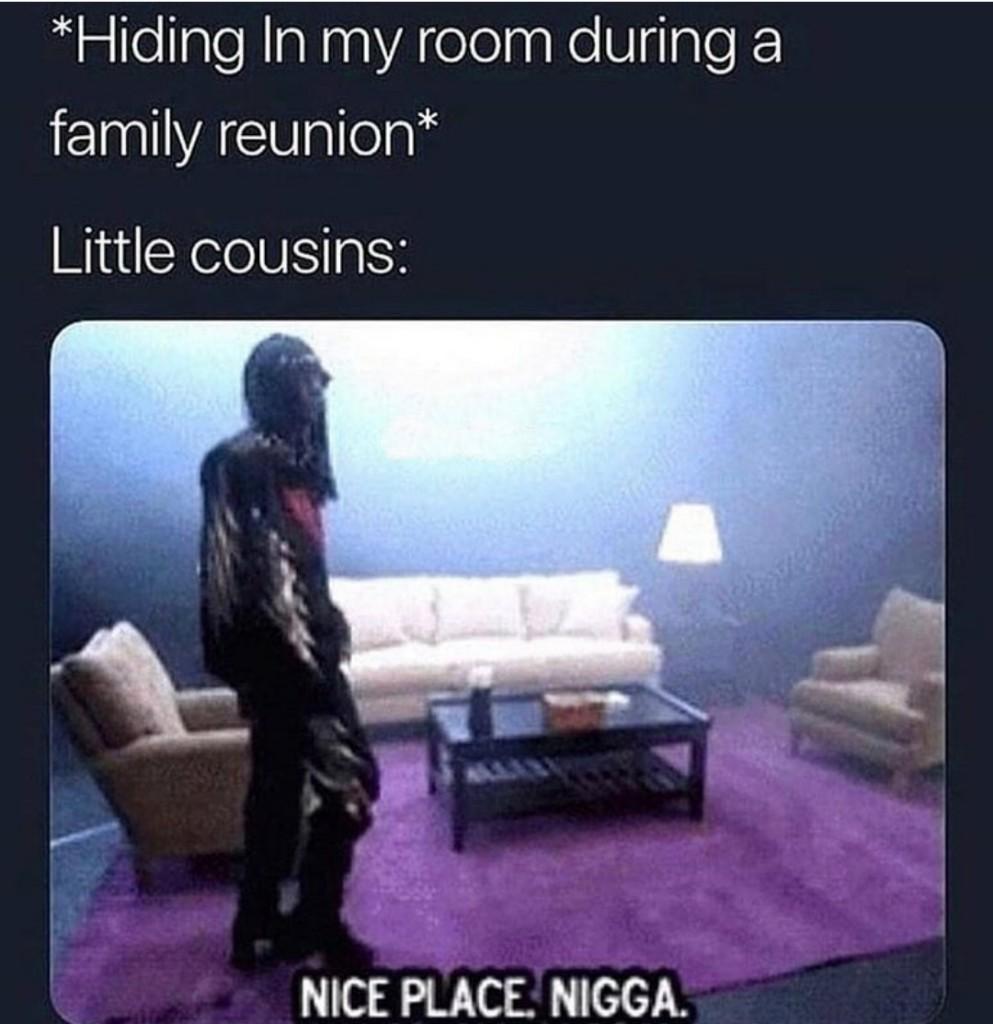 *Hiding In my room during a
family reunion*
Little cousins:
NICE PLACE, NIGGA.